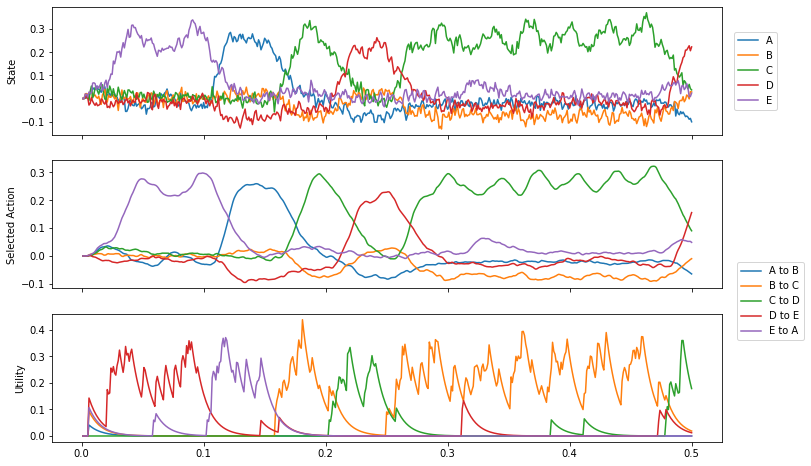 State
0.3
0.2
0.1
0.0
−0.1
A
B
C
D
E
Selected Action
0.3
0.2
0.1
0.0
−0.1
Utility
0.4
0.3
0.2
0.1
0.0
A to B
B to C
C to D
D to E
E to A
0.0
0.1
0.2
0.3
0.4
0.5